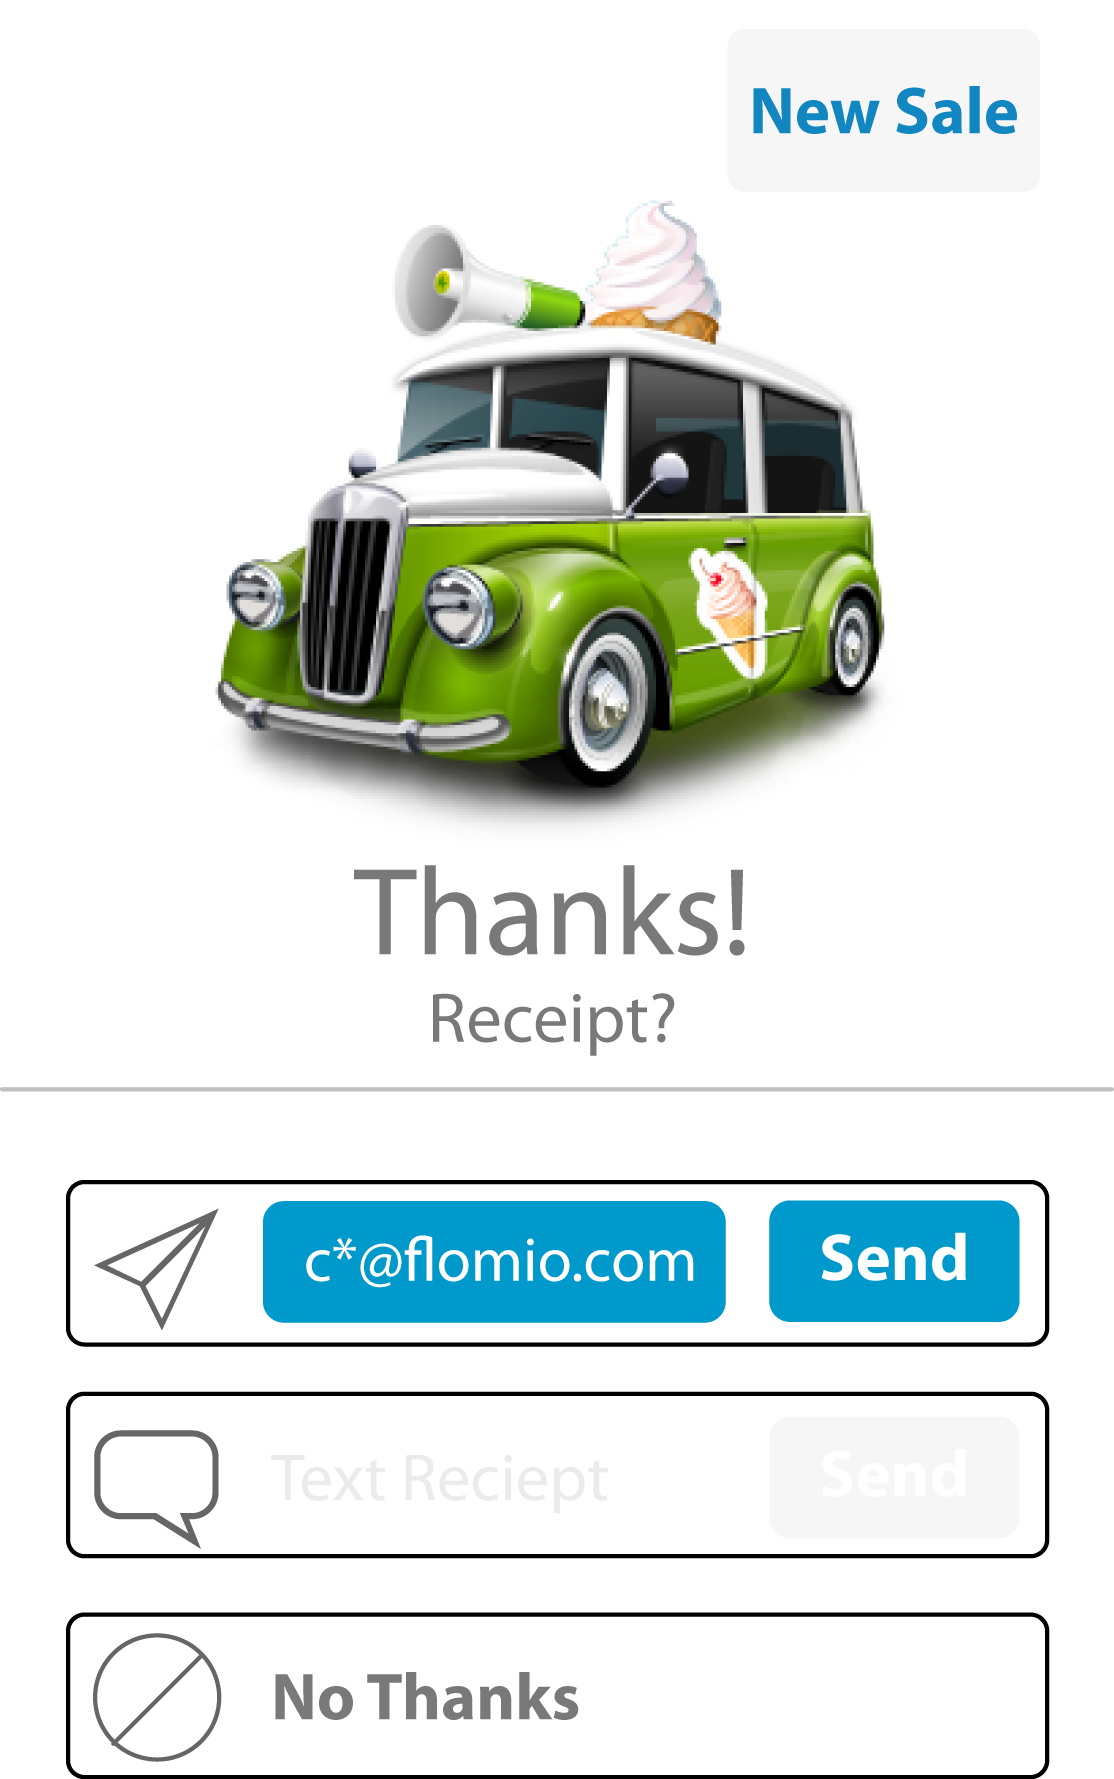 New Sale
Thanks!
Receipt?
c*@flomio.com Send
Text Reciept Send
No Thanks